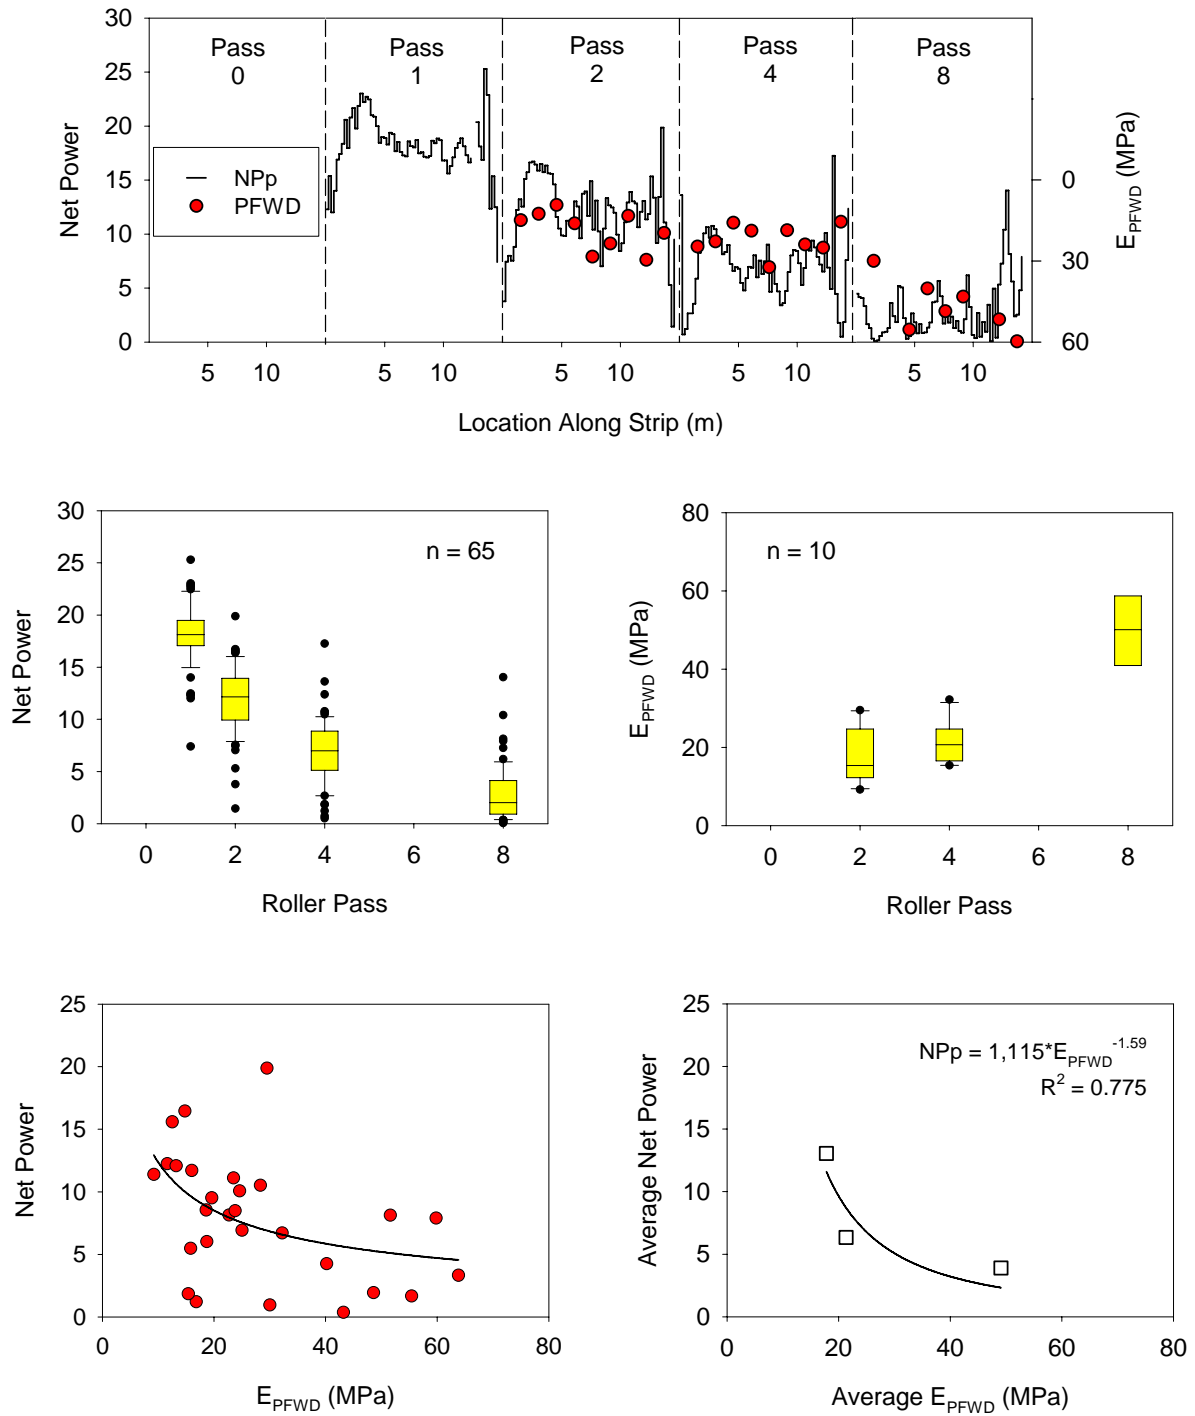 30
25
20
15
10
5
0
Net Power
Pass 0
Pass 1
Pass 2
Pass 4
Pass 8
NPp
PFWD
0
30
60
E_PFWD (MPa)
5 10 5 10 5 10 5 10 5 10
Location Along Strip (m)
30
25
20
15
10
5
0
Net Power
n = 65
0 2 4 6 8
Roller Pass
80
60
40
20
0
E_PFWD (MPa)
n = 10
0 2 4 6 8
Roller Pass
25
20
15
10
5
0
Net Power
0 20 40 60 80
E_PFWD (MPa)
25
20
15
10
5
0
Average Net Power
NPp = 1,115*E_PFWD^-1.59
R² = 0.775
0 20 40 60 80
Average E_PFWD (MPa)